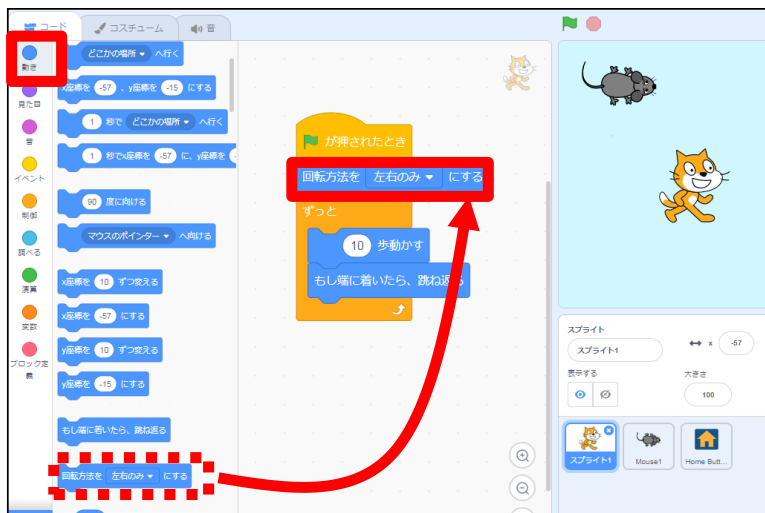 コード
コスチューム
音
動き
見た目
音
イベント
制御
調べる
演算
変数
ブロック定
義
どこかの場所 へ行く
x座標を -57 、y座標を -15 にする
1 秒で どこかの場所 へ行く
1 秒でx座標を -57 に、y座標を
90 度に向ける
マウスのポインター へ向ける
x座標を 10 ずつ変える
x座標を -57 にする
y座標を 10 ずつ変える
y座標を -15 にする
もし端に着いたら、跳ね返る
回転方法を 左右のみ にする
が押されたとき
回転方法を 左右のみ にする
ずっと
10 歩動かす
もし端に着いたら、跳ね返る
スプライト
スプライト1
x -57
表示する
大きさ
100
スプライト1
Mouse1
Home Butt...